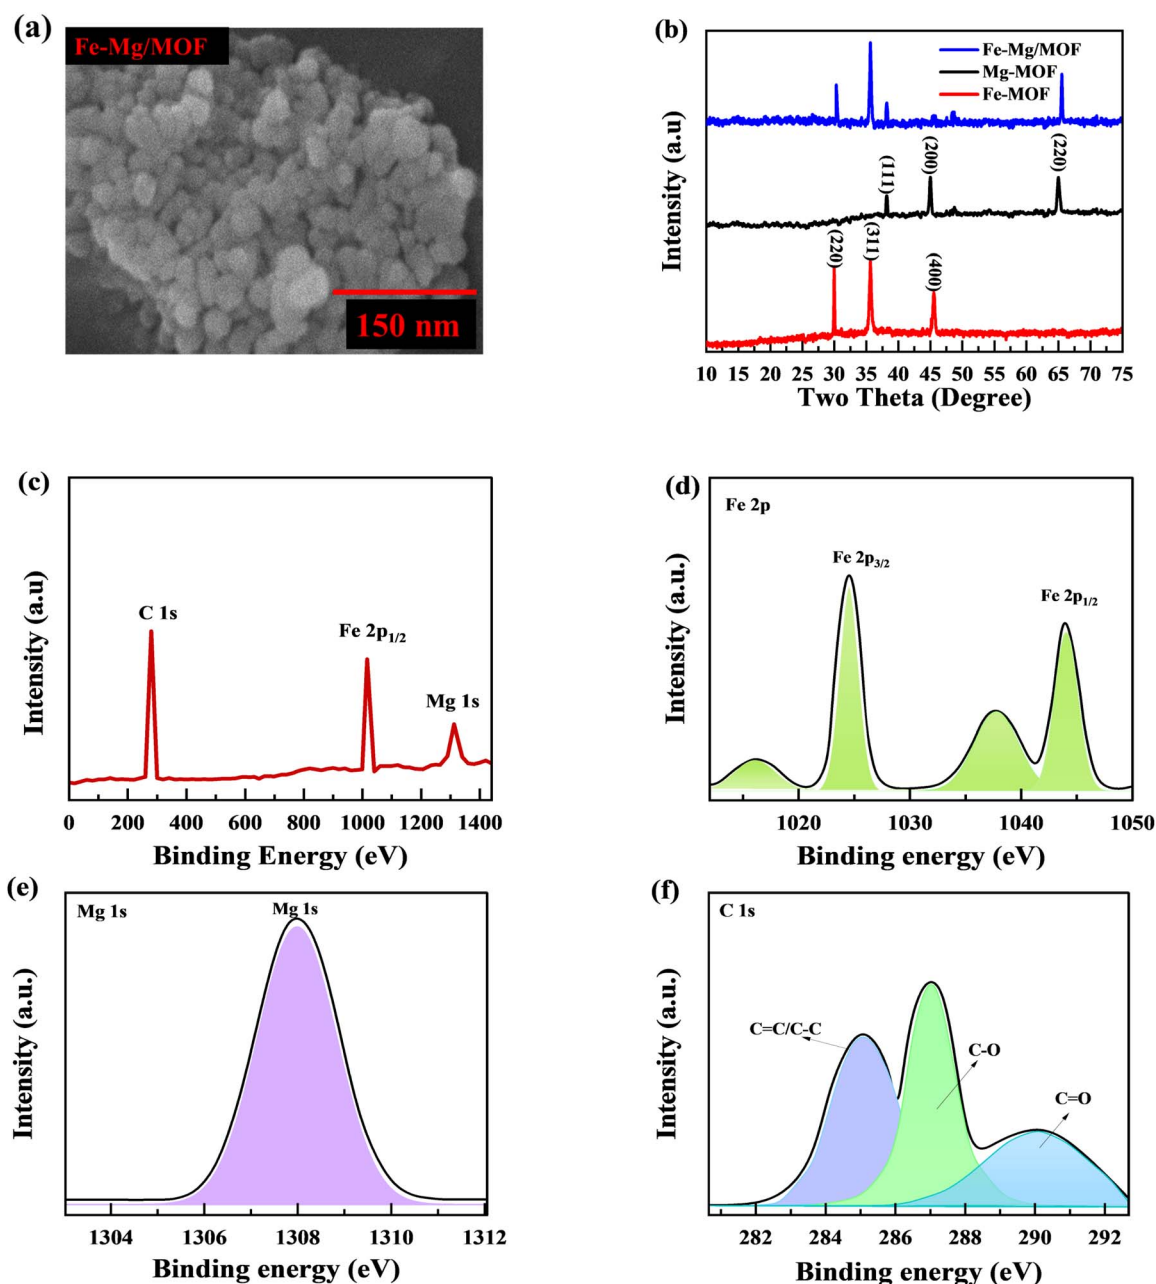 (a)
Fe-Mg/MOF
150 nm
(b)
Fe-Mg/MOF
Mg-MOF
Fe-MOF
(111)
(200)
(220)
(220)
(311)
(400)
Intensity (a.u)
10 15 20 25 30 35 40 45 50 55 60 65 70 75
Two Theta (Degree)
(c)
C 1s
Fe 2p1/2
Mg 1s
Intensity (a.u)
0 200 400 600 800 1000 1200 1400
Binding Energy (eV)
(d)
Fe 2p
Fe 2p3/2
Fe 2p1/2
Intensity (a.u.)
1020 1030 1040 1050
Binding energy (eV)
(e)
Mg 1s
Mg 1s
Intensity (a.u.)
1304 1306 1308 1310 1312
Binding energy (eV)
(f)
C 1s
C=C/C-C
C-O
C=O
Intensity (a.u.)
282 284 286 288 290 292
Binding energy (eV)